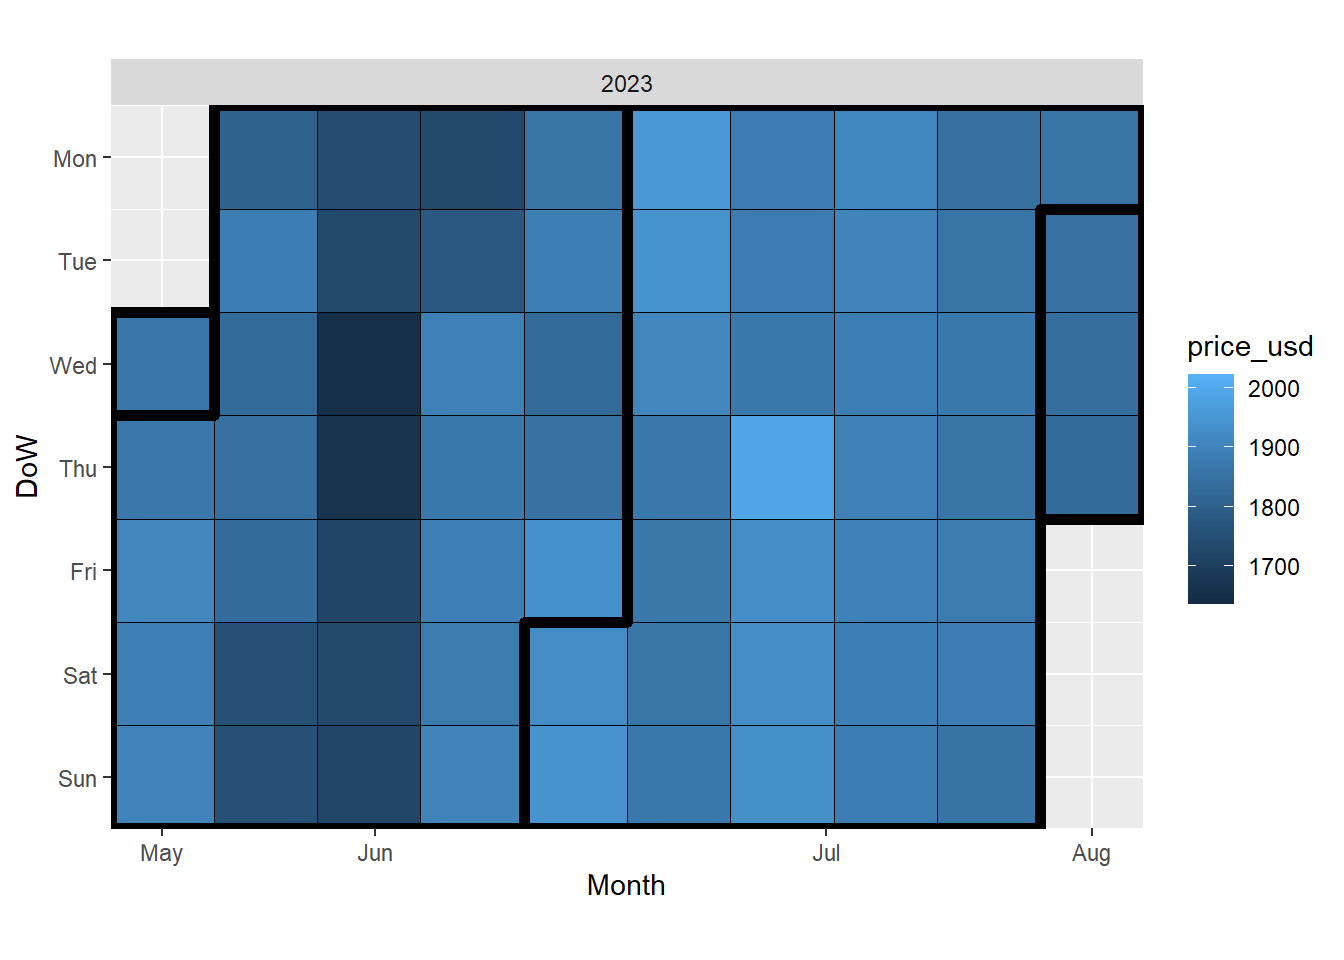 2023
Mon
Tue
Wed
Thu
Fri
Sat
Sun
DoW
May
Jun
Jul
Aug
Month
price_usd
2000
1900
1800
1700